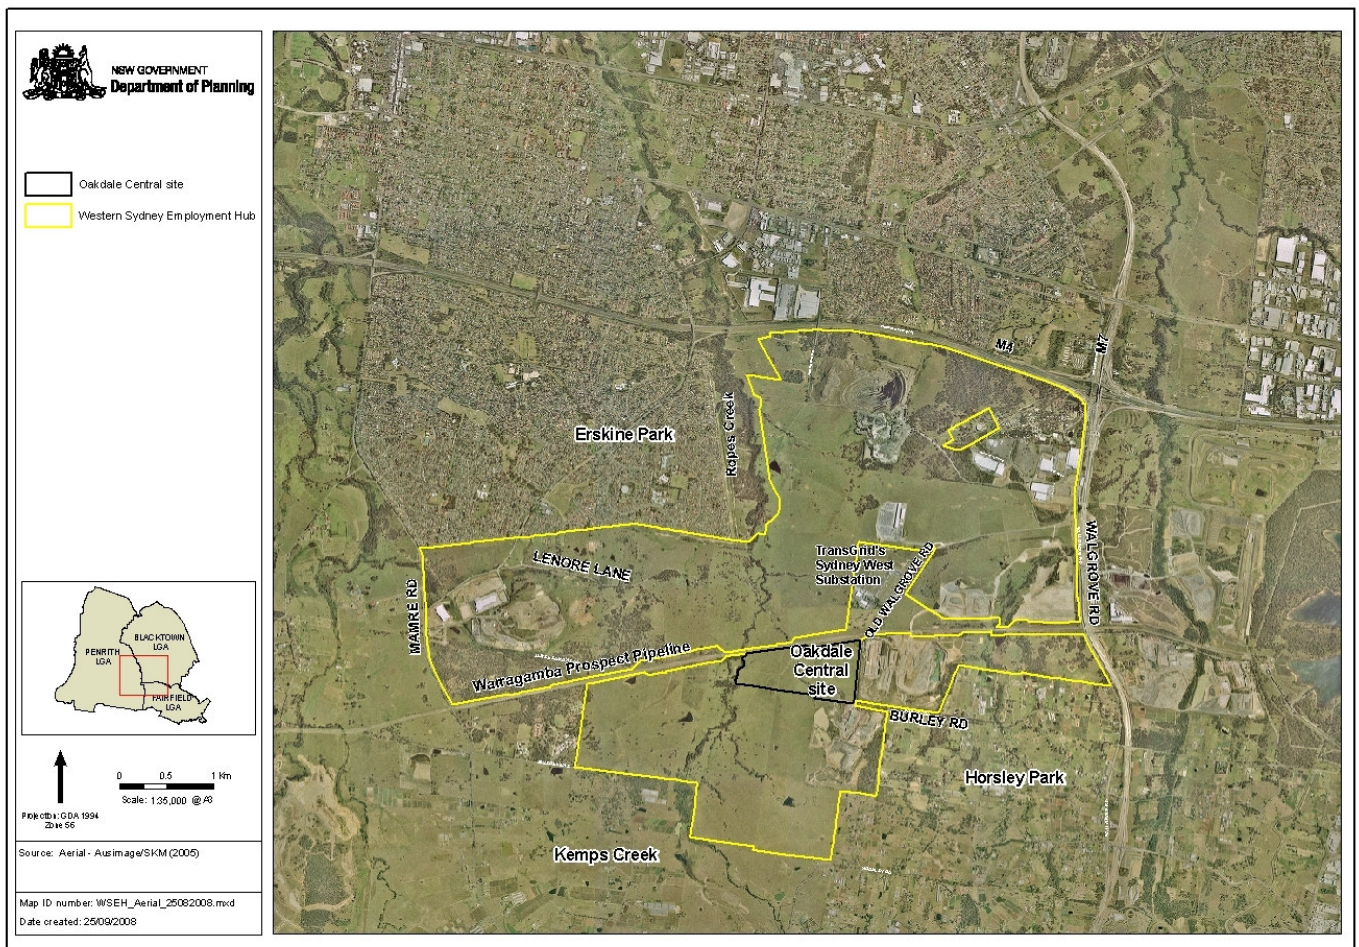 NSW GOVERNMENT
Department of Planning
Oakdale Central site
Western Sydney Employment Hub
BLACKTOWN
LGA
PENRITH
LGA
FAIRFIELD
LGA
0 0.5 1 Km
Scale: 1:35,000 @ A3
Projection: GDA 1994
Zone 56
Source: Aerial - Ausimage/SKM (2005)
Map ID number: WSEH_Aerial_25082008.mxd
Date created: 25/09/2008
M4
M7
Erskine Park
Ropes Creek
LENORE LANE
MAMRE RD
TransGrid's
Sydney West
Substation
OLD WALGROVE RD
WALGROVE RD
Warragamba Prospect Pipeline
Oakdale
Central
site
BURLEY RD
Horsley Park
Kemps Creek